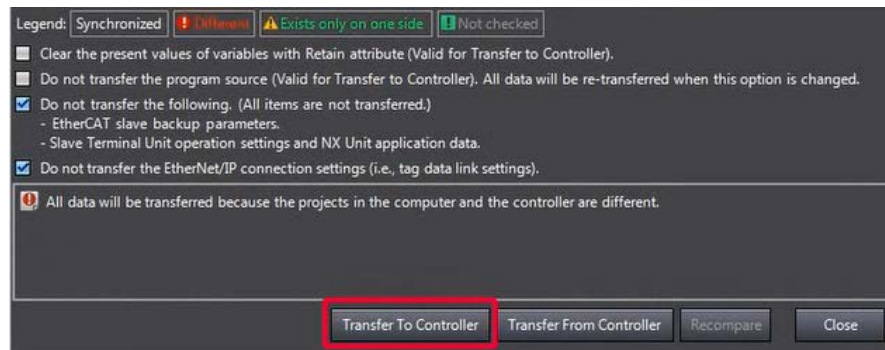 Legend: Synchronized Different Exists only on one side Not checked
Clear the present values of variables with Retain attribute (Valid for Transfer to Controller).
Do not transfer the program source (Valid for Transfer to Controller). All data will be re-transferred when this option is changed.
Do not transfer the following. (All items are not transferred.)
- EtherCAT slave backup parameters.
- Slave Terminal Unit operation settings and NX Unit application data.
Do not transfer the EtherNet/IP connection settings (i.e., tag data link settings).
All data will be transferred because the projects in the computer and the controller are different.
Transfer To Controller Transfer From Controller Recompare Close